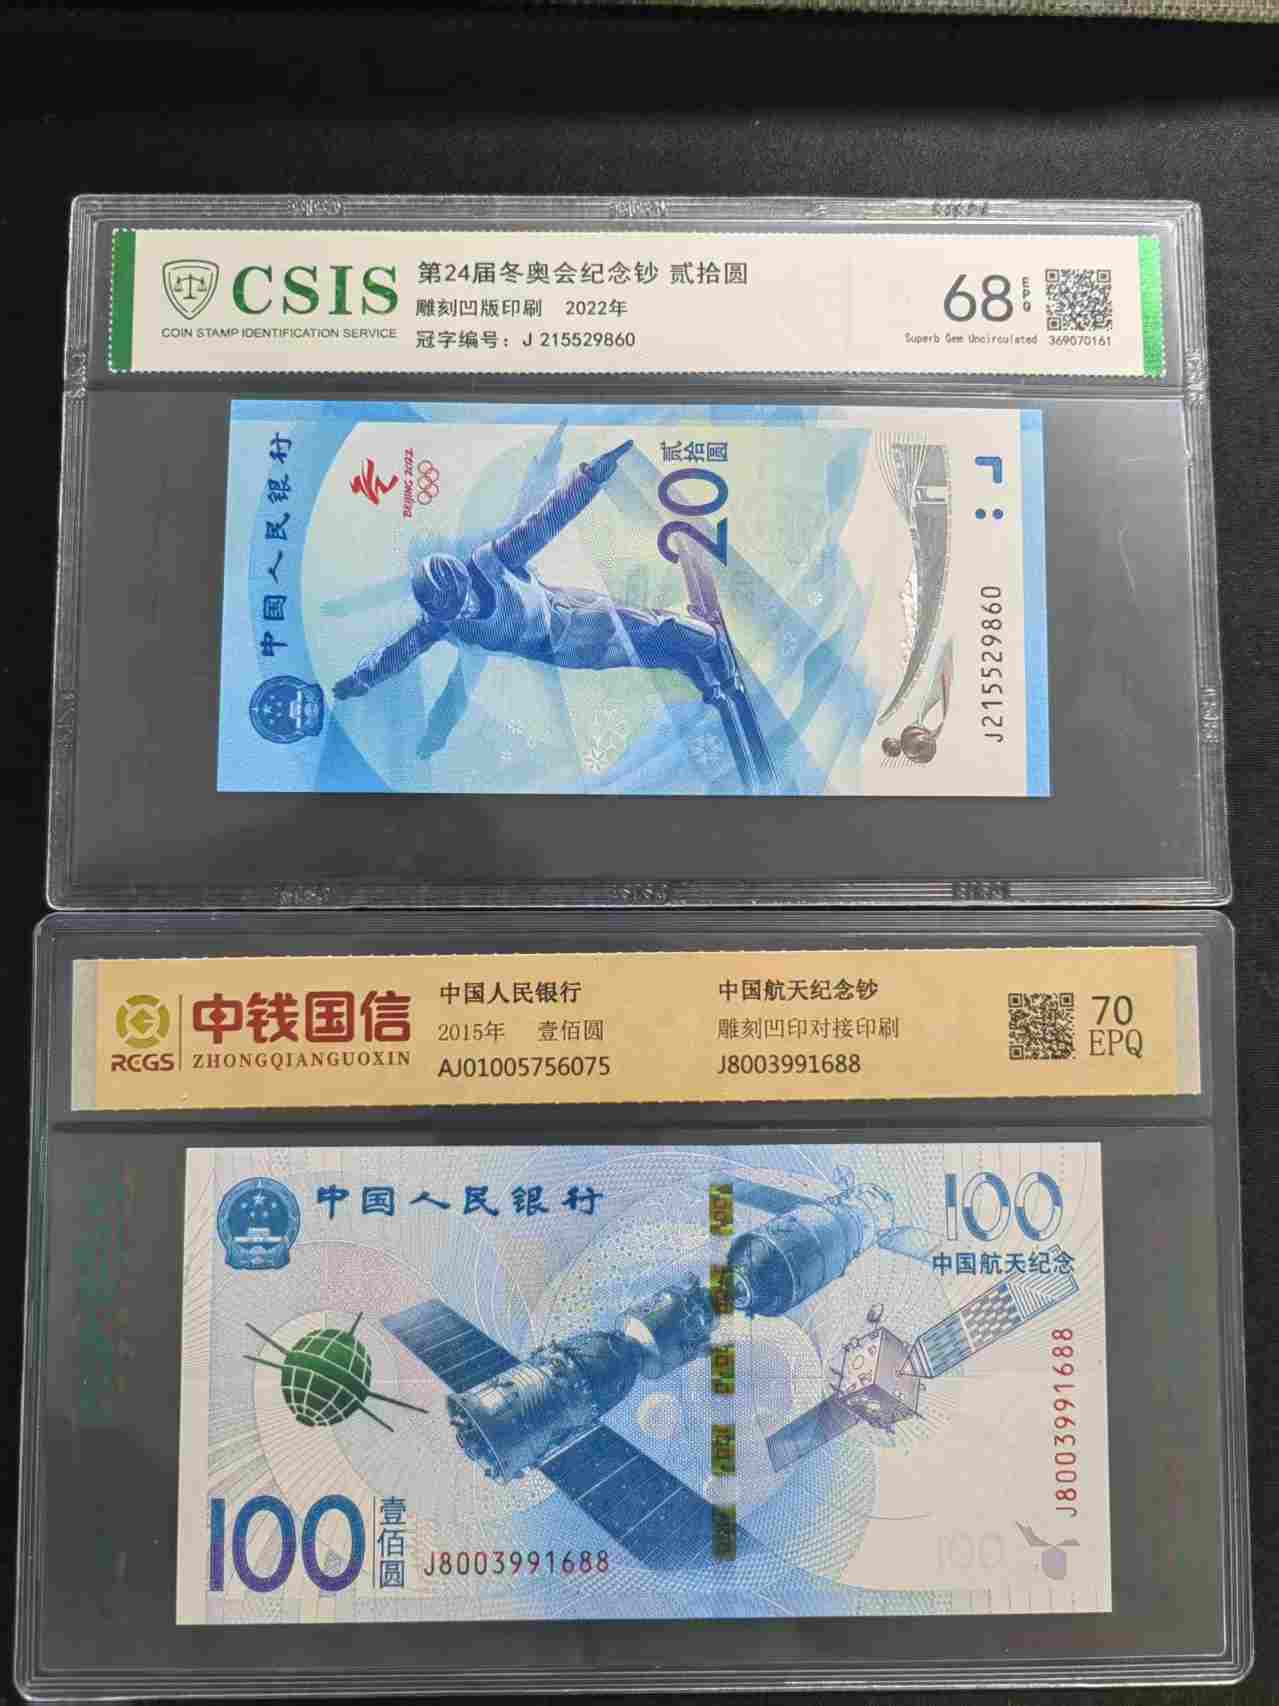 CSIS
COIN STAMP IDENTIFICATION SERVICE
第24届冬奥会纪念钞 贰拾圆
雕刻凹版印刷 2022年
冠字编号：J 215529860
68 EPQ
Superb Gem Uncirculated 369070161
中国人民银行
BEIJING 2022
贰拾圆
20
J215529860
RCGS
中钱国信
ZHONGQIANGUOXIN
中国人民银行
2015年 壹佰圆
AJ01005756075
中国航天纪念钞
雕刻凹印对接印刷
J8003991688
70
EPQ
中国人民银行
100
中国航天纪念
J8003991688
100
壹佰圆
J8003991688